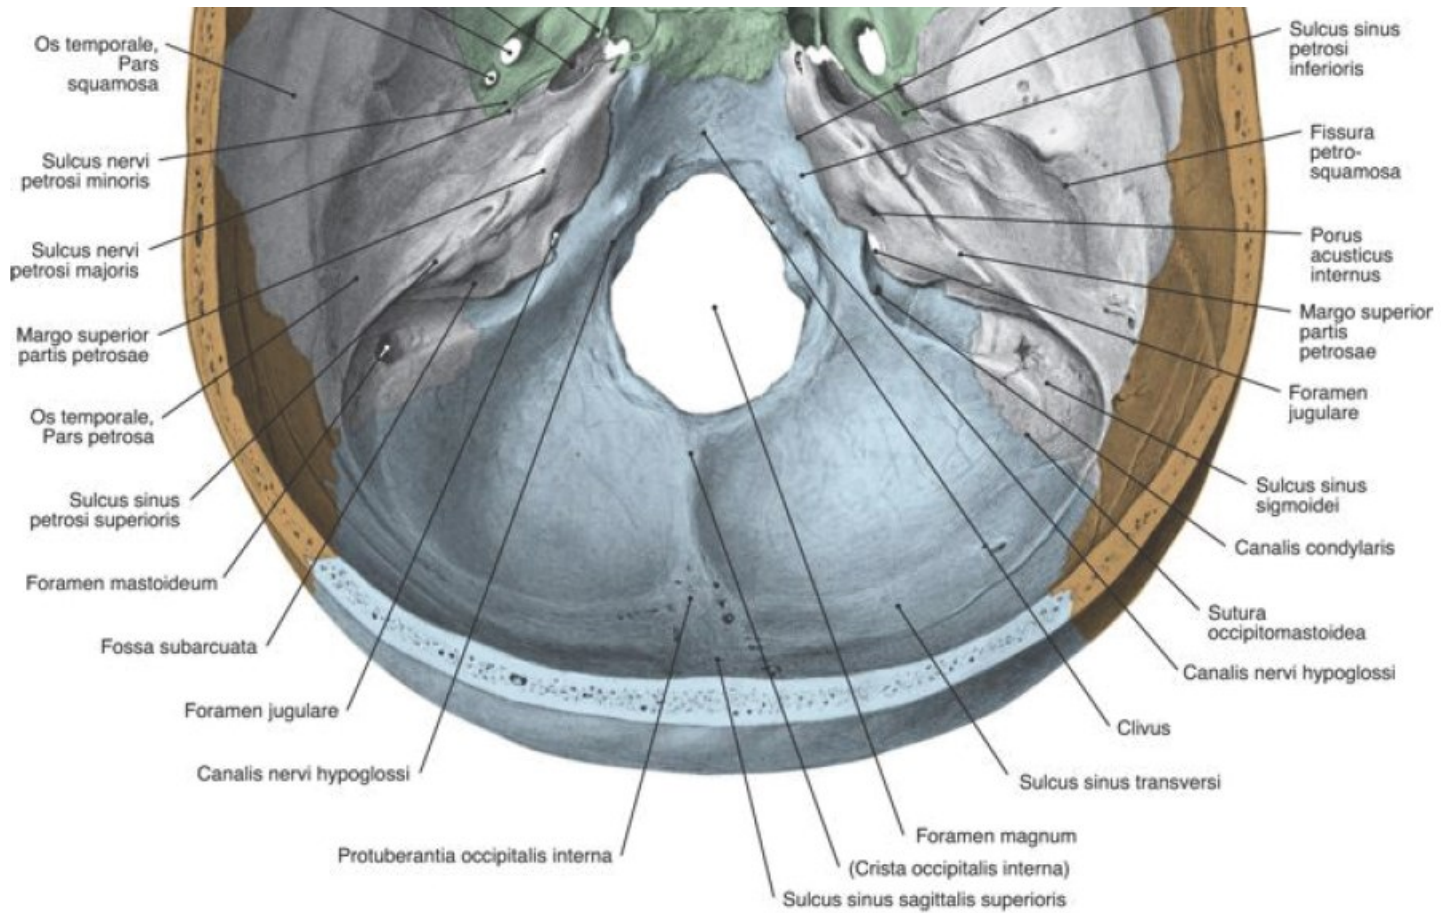 Os temporale,
Pars
squamosa
Sulcus nervi
petrosi minoris
Sulcus nervi
petrosi majoris
Margo superior
partis petrosae
Os temporale,
Pars petrosa
Sulcus sinus
petrosi superioris
Foramen mastoideum
Fossa subarcuata
Foramen jugulare
Canalis nervi hypoglossi
Protuberantia occipitalis interna
Sulcus sinus
petrosi
inferioris
Fissura
petro-
squamosa
Porus
acusticus
internus
Margo superior
partis
petrosae
Foramen
jugulare
Sulcus sinus
sigmoidei
Canalis condylaris
Sutura
occipitomastoidea
Canalis nervi hypoglossi
Clivus
Sulcus sinus transversi
Foramen magnum
(Crista occipitalis interna)
Sulcus sinus sagittalis superioris